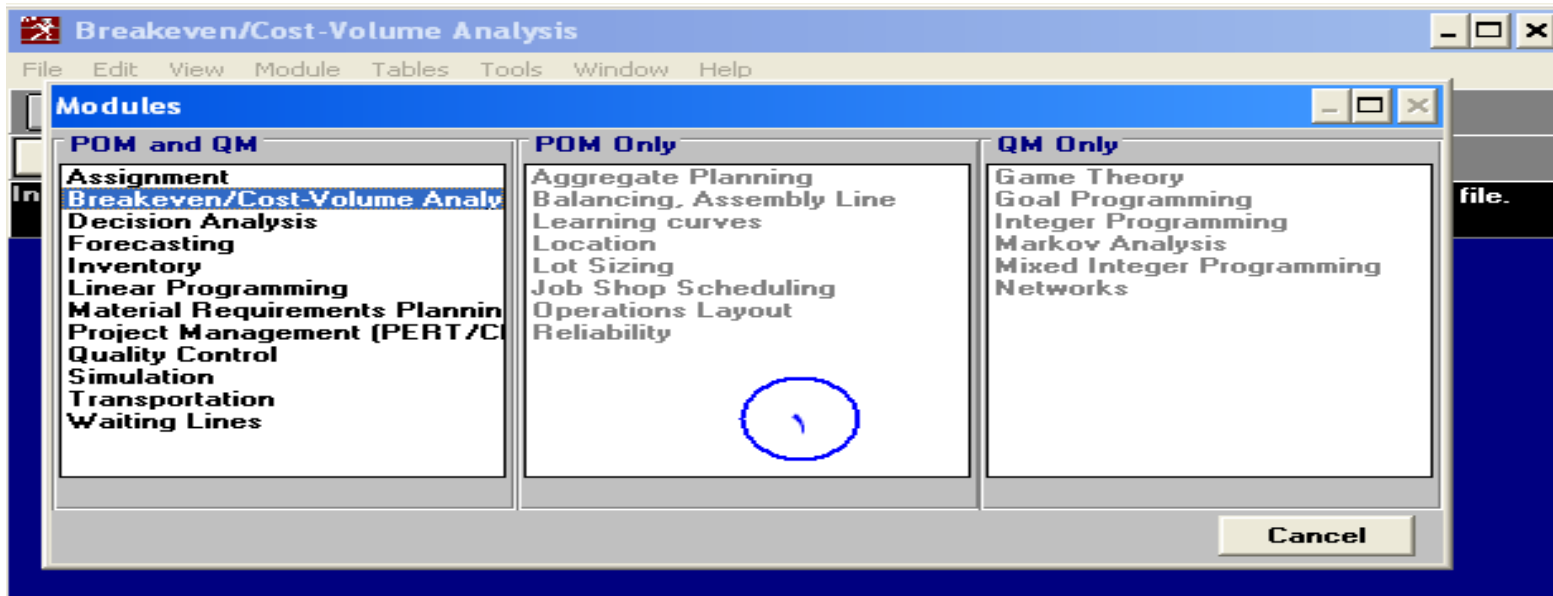 Breakeven/Cost-Volume Analysis
File Edit View Module Tables Tools Window Help
Modules
POM and QM
Assignment
Breakeven/Cost-Volume Analy
Decision Analysis
Forecasting
Inventory
Linear Programming
Material Requirements Plannin
Project Management (PERT/C
Quality Control
Simulation
Transportation
Waiting Lines
POM Only
Aggregate Planning
Balancing, Assembly Line
Learning curves
Location
Lot Sizing
Job Shop Scheduling
Operations Layout
Reliability
١
QM Only
Game Theory
Goal Programming
Integer Programming
Markov Analysis
Mixed Integer Programming
Networks
In
file.
Cancel